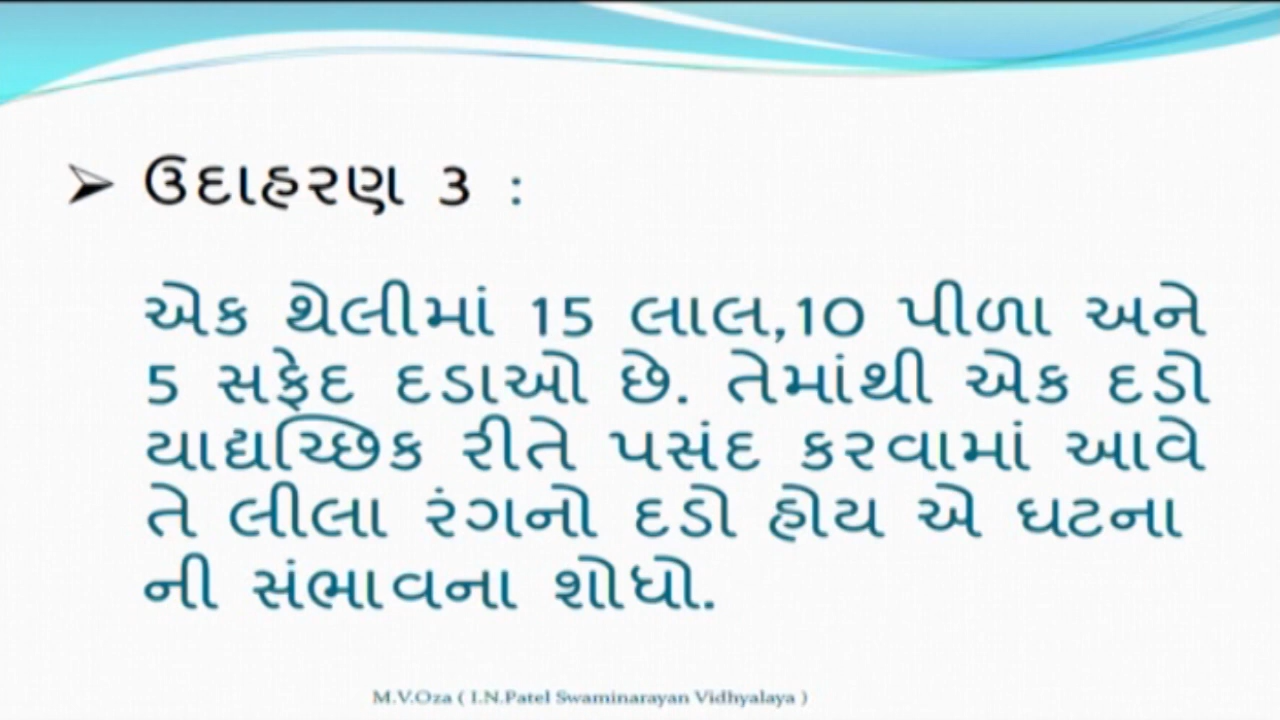 ઉદાહરણ 3 :
એક થેલીમાં 15 લાલ,10 પીળા અને
5 સફેદ દડાઓ છે. તેમાંથી એક દડો
યાદ્યચ્છિક રીતે પસંદ કરવામાં આવે
તે લીલા રંગનો દડો હોય એ ઘટના
ની સંભાવના શોધો.
M.V.Oza ( I.N.Patel Swaminarayan Vidhyalaya )